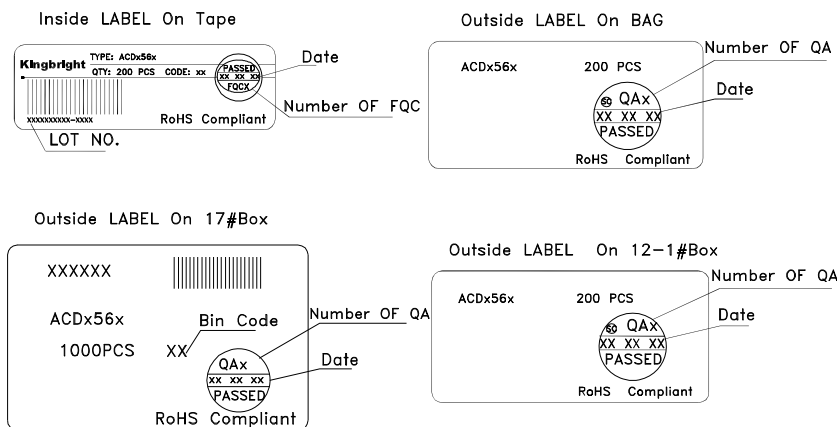 Inside LABEL On Tape
Kingbright
TYPE: ACDx56x
QTY: 200 PCS CODE: xx
PASSED
xx xx xx
FQCX
Date
Number OF FQC
xxxxxxxxxx-xxxx
RoHS Compliant
LOT NO.
Outside LABEL On BAG
ACDx56x 200 PCS
Number OF QA
QAx
Date
XX XX XX
PASSED
RoHS Compliant
Outside LABEL On 17#Box
XXXXXX
ACDx56x
Bin Code
1000PCS XX
Number OF QA
QAx
Date
XX XX XX
PASSED
RoHS Compliant
Outside LABEL On 12-1#Box
ACDx56x 200 PCS
Number OF QA
QAx
Date
XX XX XX
PASSED
RoHS Compliant